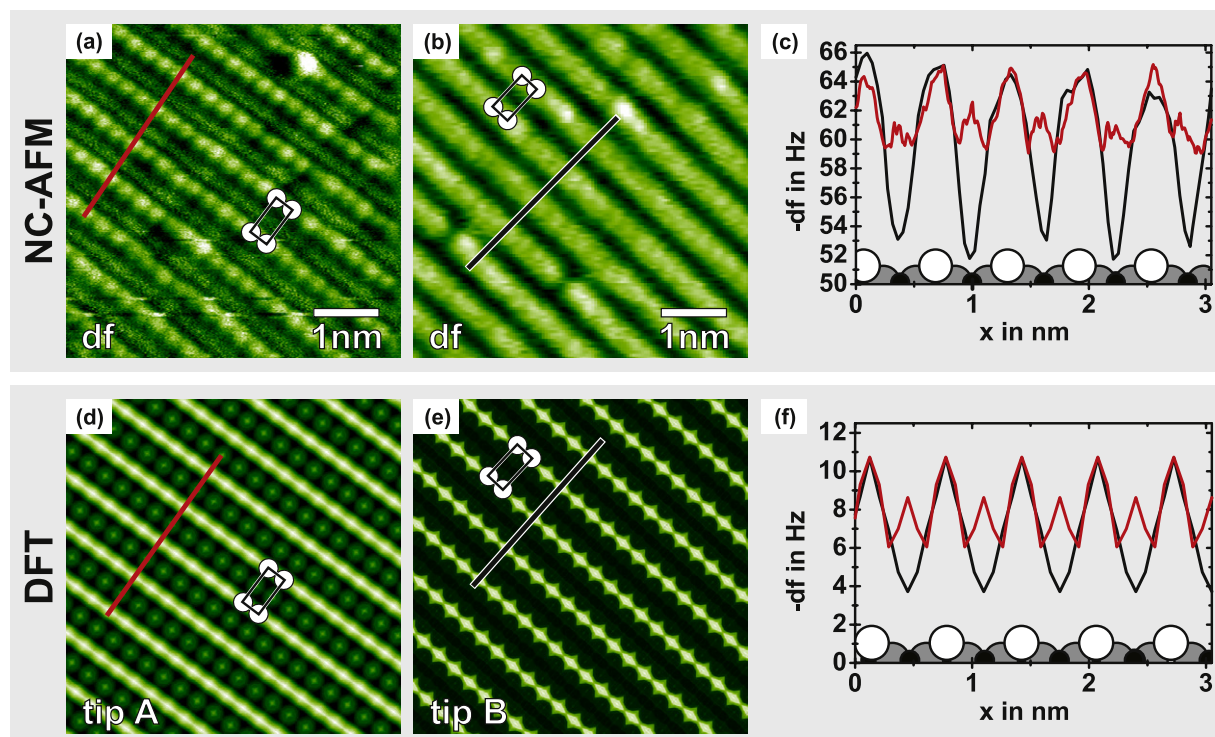 NC-AFM
(a)
df
1nm
(b)
df
1nm
(c)
66
64
62
60
58
56
54
52
50
-df in Hz
0
1
2
3
x in nm
DFT
(d)
tip A
(e)
tip B
(f)
12
10
8
6
4
2
0
-df in Hz
0
1
2
3
x in nm